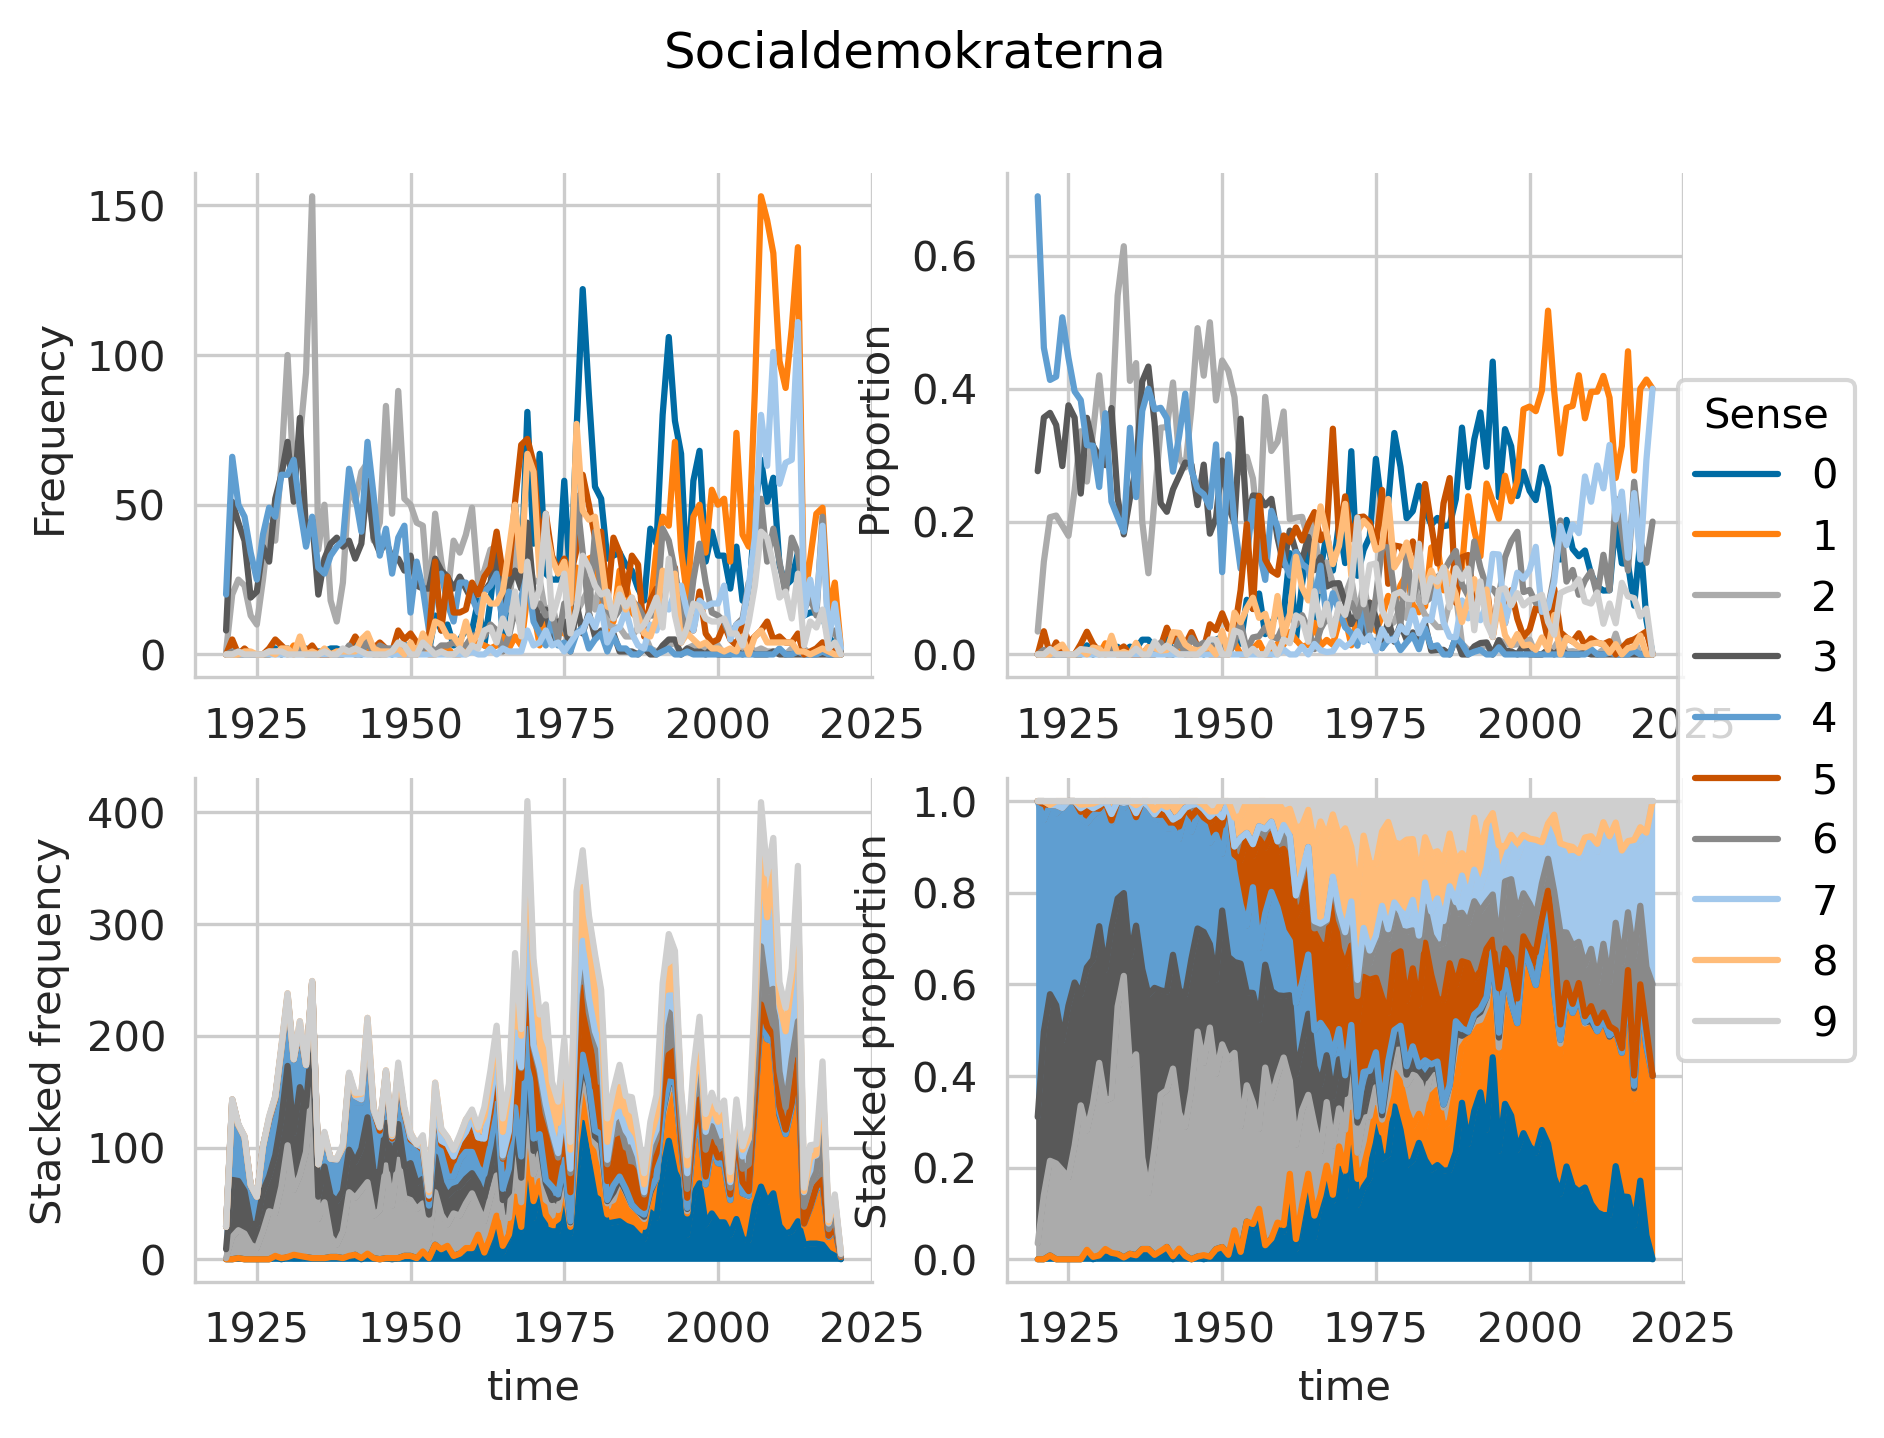 Socialdemokraterna
Frequency
150
100
50
0
1925 1950 1975 2000 2025
Proportion
0.6
0.4
0.2
0.0
1925 1950 1975 2000 2025
Stacked frequency
400
300
200
100
0
1925 1950 1975 2000 2025
time
Stacked proportion
1.0
0.8
0.6
0.4
0.2
0.0
1925 1950 1975 2000 2025
time
Sense
0
1
2
3
4
5
6
7
8
9